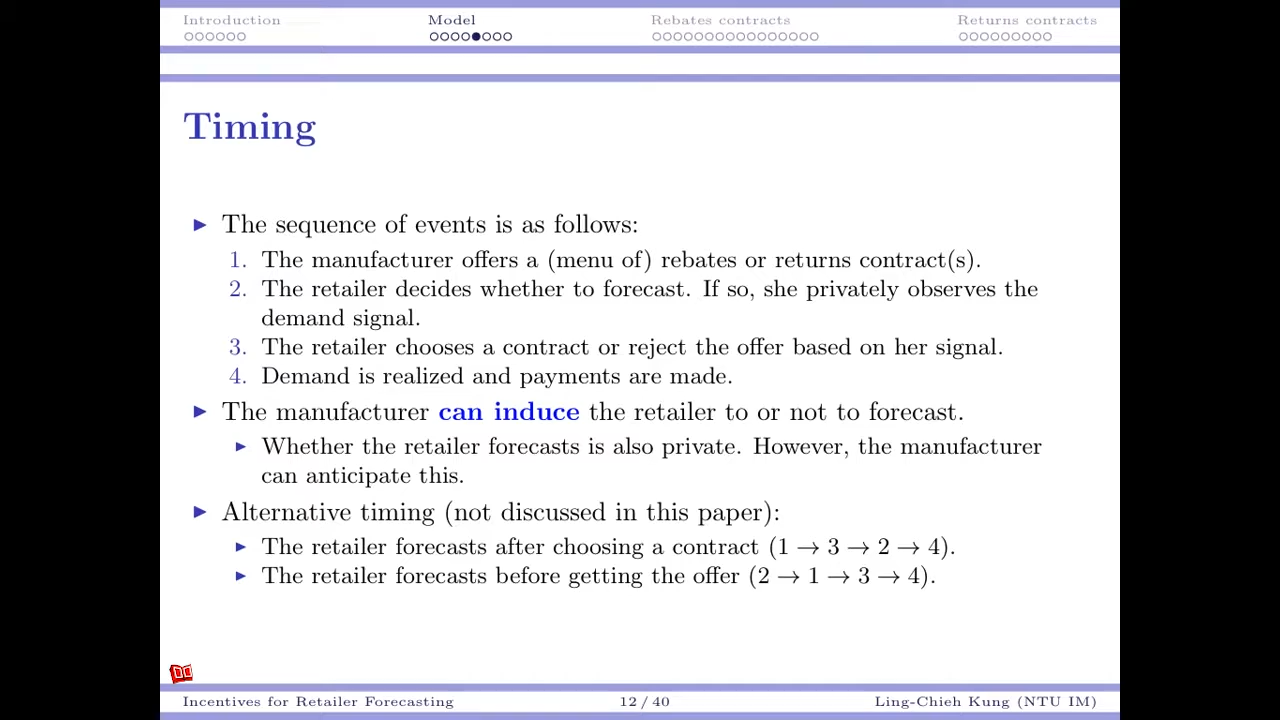 Introduction Model Rebates contracts Returns contracts
Timing
► The sequence of events is as follows:
1. The manufacturer offers a (menu of) rebates or returns contract(s).
2. The retailer decides whether to forecast. If so, she privately observes the
demand signal.
3. The retailer chooses a contract or reject the offer based on her signal.
4. Demand is realized and payments are made.
► The manufacturer can induce the retailer to or not to forecast.
► Whether the retailer forecasts is also private. However, the manufacturer
can anticipate this.
► Alternative timing (not discussed in this paper):
► The retailer forecasts after choosing a contract (1 → 3 → 2 → 4).
► The retailer forecasts before getting the offer (2 → 1 → 3 → 4).
Incentives for Retailer Forecasting 12 / 40 Ling-Chieh Kung (NTU IM)